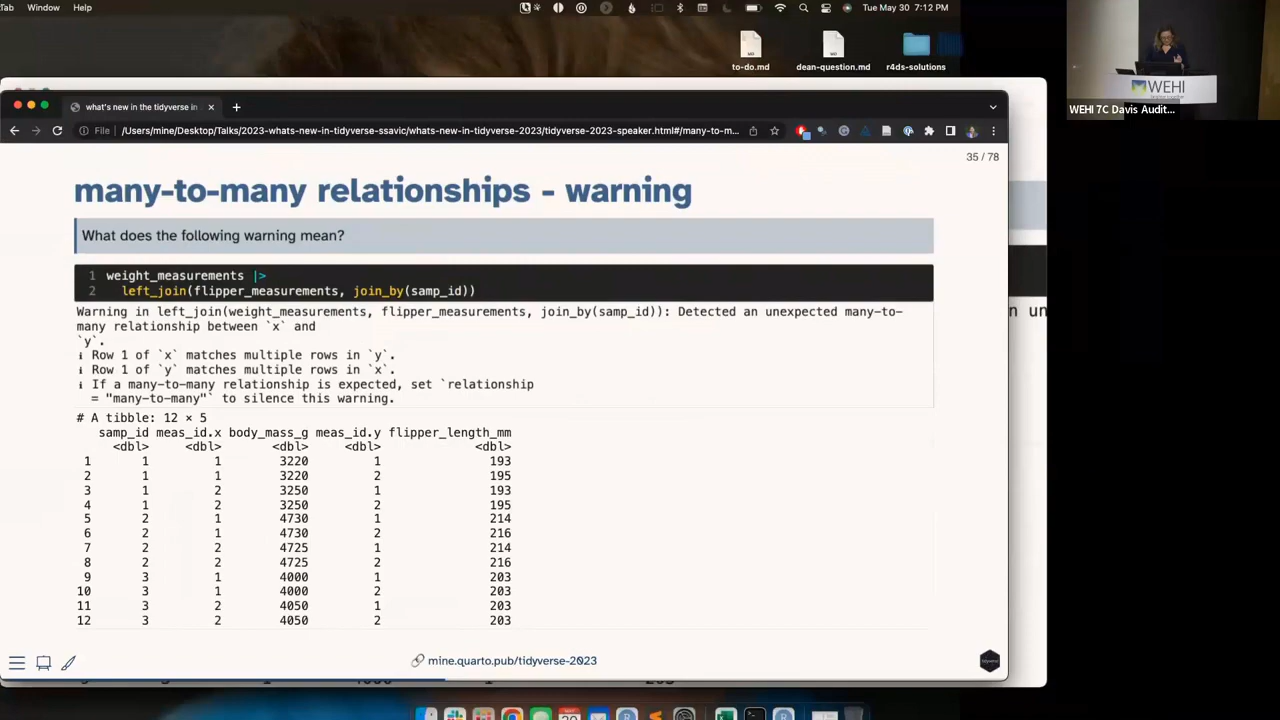 Tab Window Help
Tue May 30 7:12 PM
to-do.md
dean-question.md
r4ds-solutions
WEHI
WEHI 7C Davis Audit...
what's new in the tidyverse in
File /Users/mine/Desktop/Talks/2023-whats-new-in-tidyverse-ssavic/whats-new-in-tidyverse-2023/tidyverse-2023-speaker.html#/many-to-m...
35 / 78
many-to-many relationships - warning
What does the following warning mean?
1 weight_measurements |>
2 left_join(flipper_measurements, join_by(samp_id))
Warning in left_join(weight_measurements, flipper_measurements, join_by(samp_id)): Detected an unexpected many-to-
many relationship between `x` and
`y`.
ℹ Row 1 of `x` matches multiple rows in `y`.
ℹ Row 1 of `y` matches multiple rows in `x`.
ℹ If a many-to-many relationship is expected, set `relationship
= "many-to-many"` to silence this warning.
# A tibble: 12 × 5
samp_id meas_id.x body_mass_g meas_id.y flipper_length_mm
<dbl> <dbl> <dbl> <dbl> <dbl>
1 1 1 3220 1 193
2 1 1 3220 2 195
3 1 2 3250 1 193
4 1 2 3250 2 195
5 2 1 4730 1 214
6 2 1 4730 2 216
7 2 2 4725 1 214
8 2 2 4725 2 216
9 3 1 4000 1 203
10 3 1 4000 2 203
11 3 2 4050 1 203
12 3 2 4050 2 203
mine.quarto.pub/tidyverse-2023
tidyverse